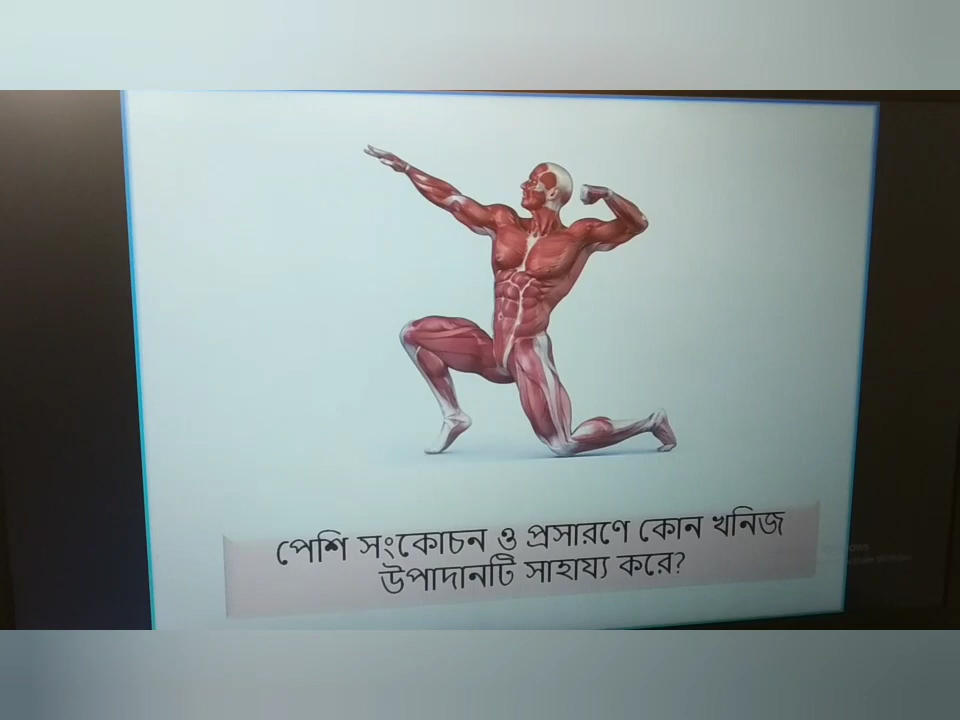 পেশি সংকোচন ও প্রসারণে কোন খনিজ
উপাদানটি সাহায্য করে?